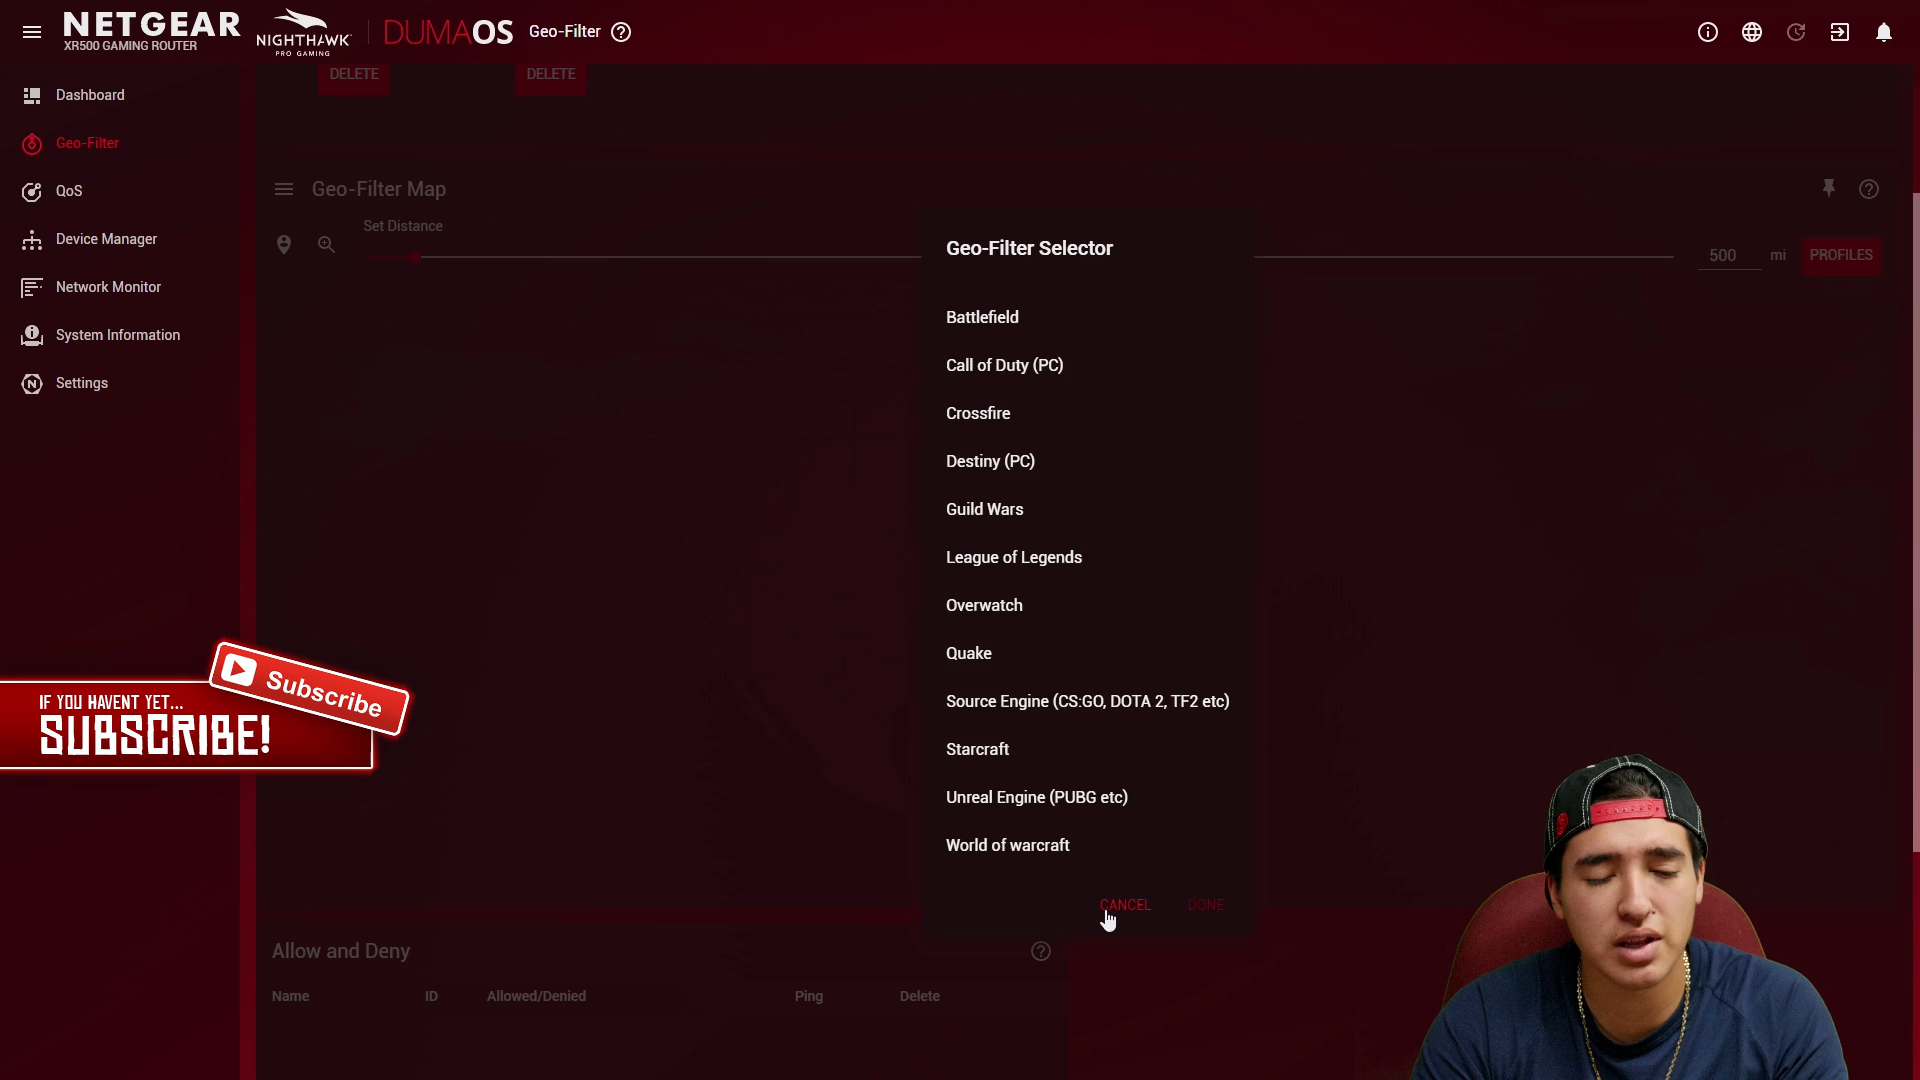 NETGEAR
XR500 GAMING ROUTER
NIGHTHAWK
PRO GAMING
DUMAOS
Geo-Filter
Dashboard
Geo-Filter
QoS
Device Manager
Network Monitor
System Information
Settings
DELETE
DELETE
Geo-Filter Map
Set Distance
500
mi
PROFILES
Geo-Filter Selector
Battlefield
Call of Duty (PC)
Crossfire
Destiny (PC)
Guild Wars
League of Legends
Overwatch
Quake
Source Engine (CS:GO, DOTA 2, TF2 etc)
Starcraft
Unreal Engine (PUBG etc)
World of warcraft
CANCEL
DONE
Subscribe
IF YOU HAVENT YET...
SUBSCRIBE!
Allow and Deny
Name
ID
Allowed/Denied
Ping
Delete